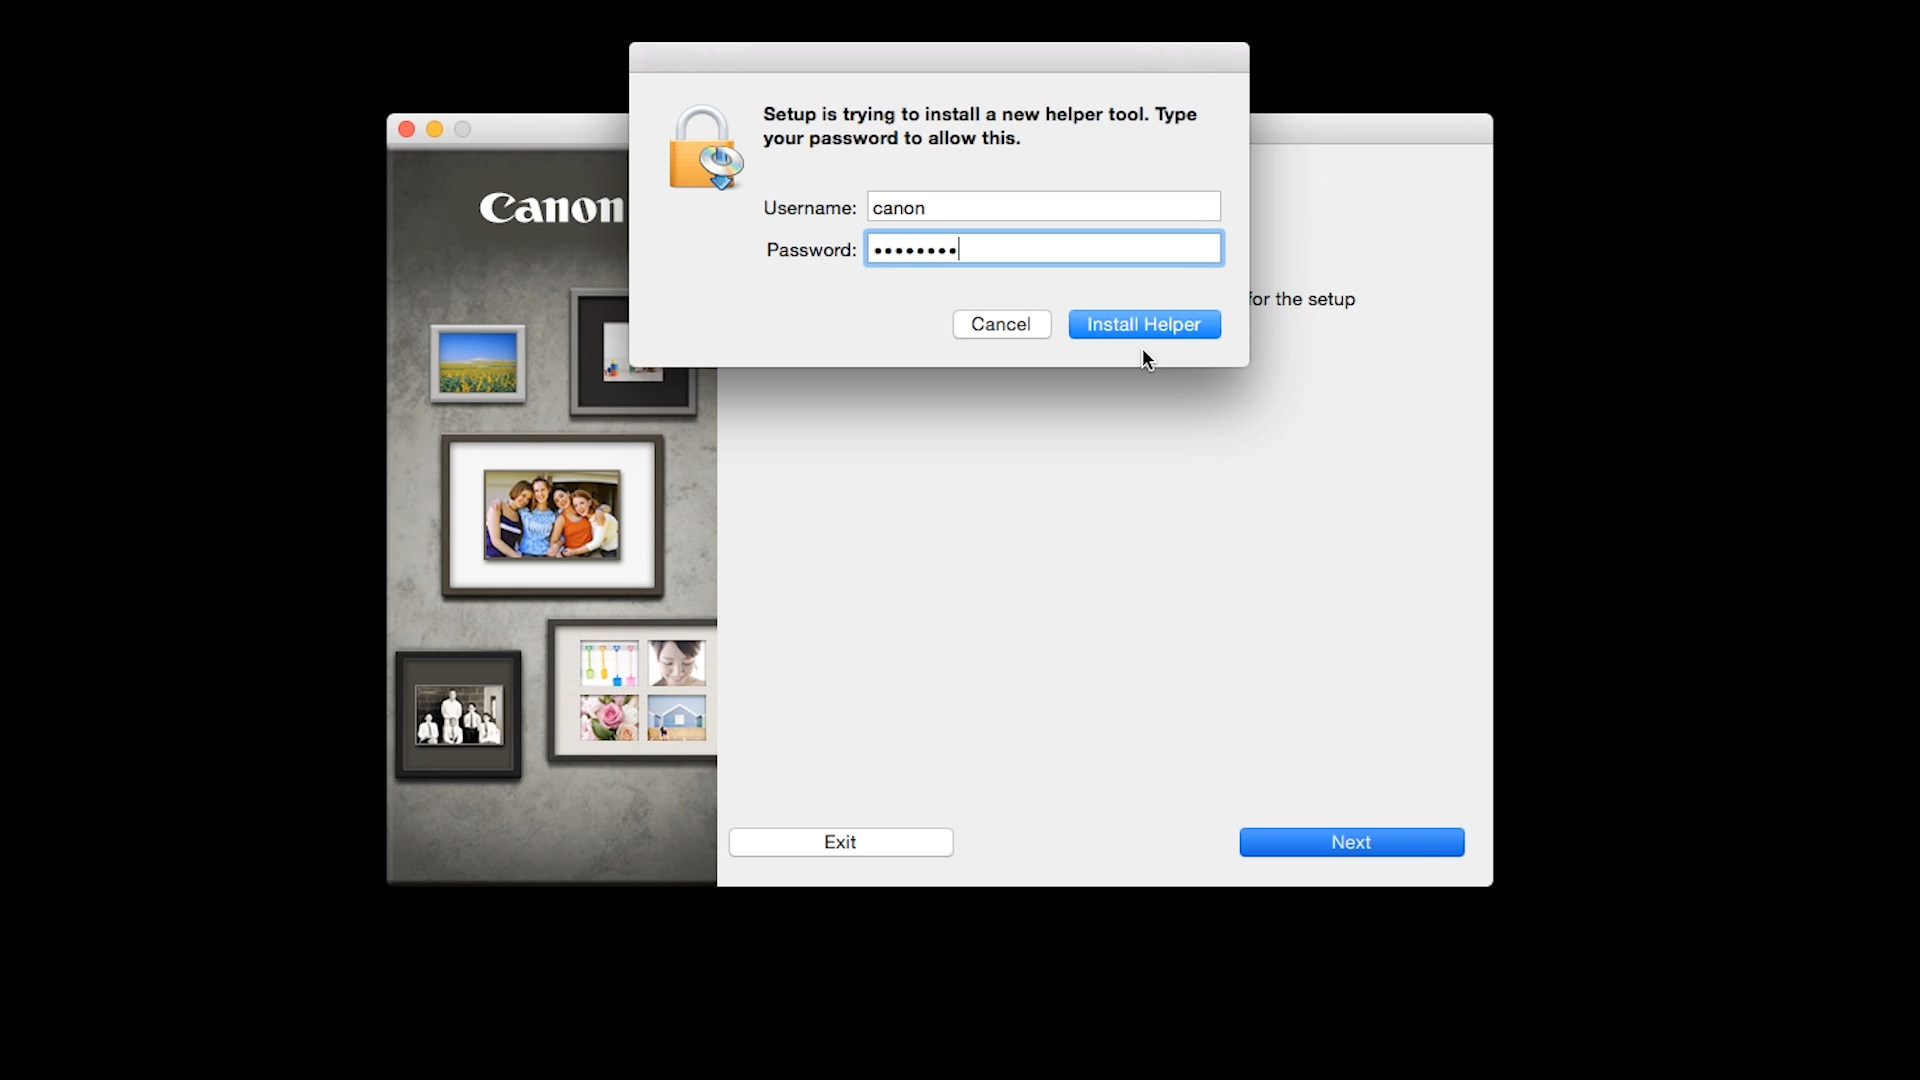 Setup is trying to install a new helper tool. Type
your password to allow this.
Canon
Username: canon
Password: ••••••••
for the setup
Cancel
Install Helper
Exit
Next